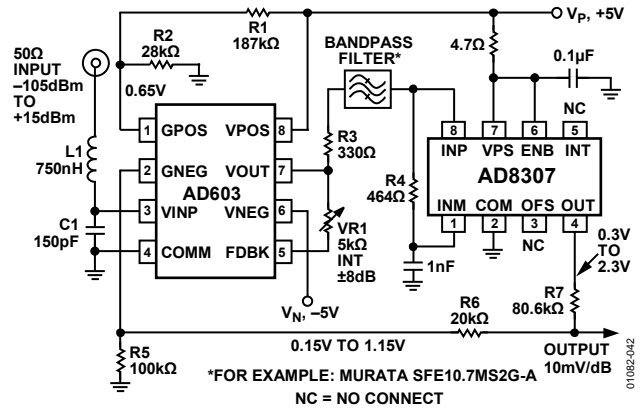 50Ω
INPUT
–105dBm
TO
+15dBm
R2
28kΩ
R1
187kΩ
VP, +5V
4.7Ω
0.1µF
BANDPASS
FILTER*
0.65V
NC
L1
750nH
C1
150pF
1 GPOS VPOS 8
2 GNEG VOUT 7
AD603
3 VINP VNEG 6
4 COMM FDBK 5
R3
330Ω
VR1
5kΩ
INT
±8dB
VN, –5V
R4
464Ω
8 7 6 5
INP VPS ENB INT
AD8307
INM COM OFS OUT
1 2 3 4
NC
1nF
0.3V
TO
2.3V
R7
80.6kΩ
R6
20kΩ
R5
100kΩ
0.15V TO 1.15V
OUTPUT
10mV/dB
*FOR EXAMPLE: MURATA SFE10.7MS2G-A
NC = NO CONNECT
01082-042